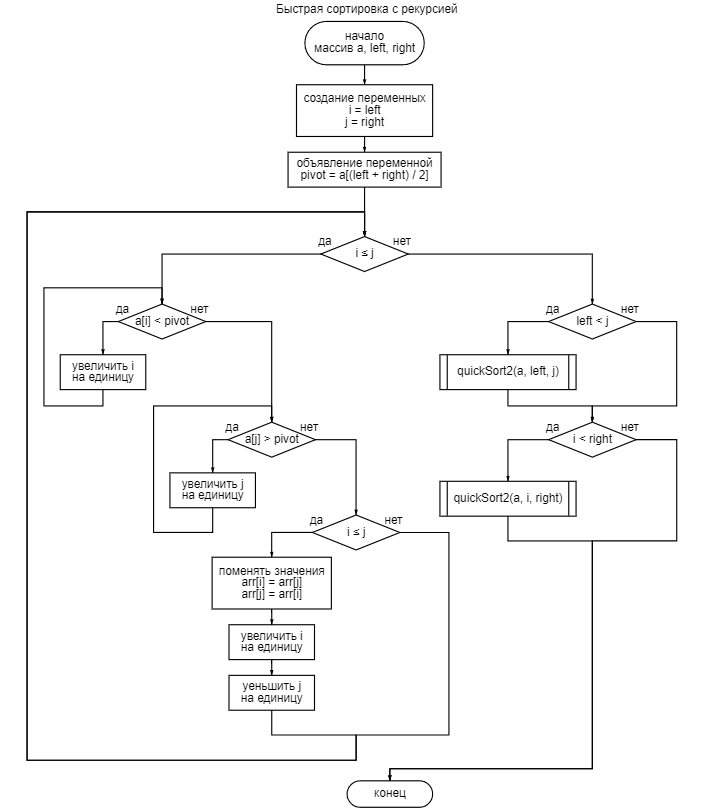 Быстрая сортировка с рекурсией
начало
массив a, left, right
создание переменных
i = left
j = right
объявление переменной
pivot = a[(left + right) / 2]
да
i ≤ j
нет
да
a[i] < pivot
нет
увеличить i
на единицу
да
a[j] > pivot
нет
увеличить j
на единицу
да
i ≤ j
нет
поменять значения
arr[i] = arr[j]
arr[j] = arr[i]
увеличить i
на единицу
уеньшить j
на единицу
да
left < j
нет
quickSort2(a, left, j)
да
i < right
нет
quickSort2(a, i, right)
конец